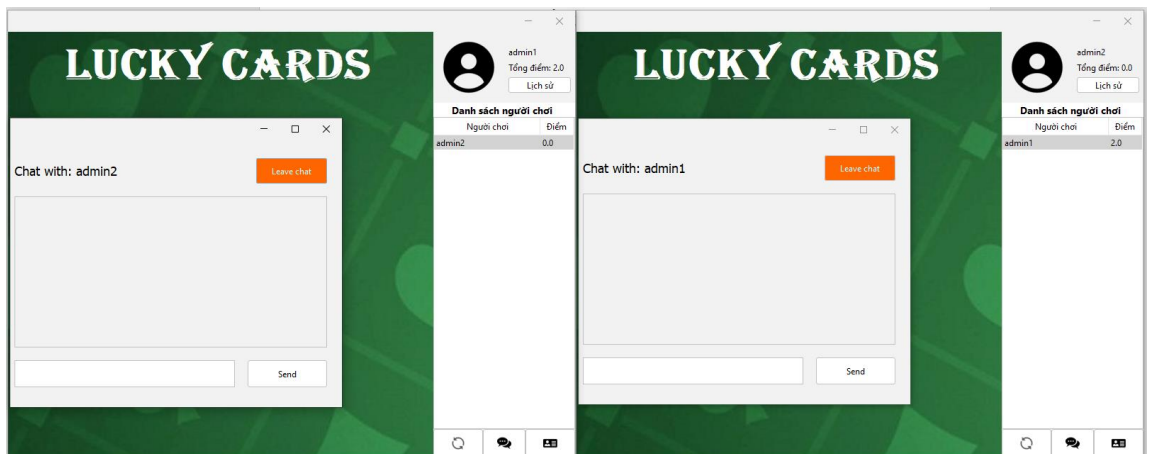 LUCKY CARDS
admin1
Tổng điểm: 2.0
Lịch sử
Danh sách người chơi
Người chơi Điểm
admin2 0.0
Chat with: admin2
Leave chat
Send
LUCKY CARDS
admin2
Tổng điểm: 0.0
Lịch sử
Danh sách người chơi
Người chơi Điểm
admin1 2.0
Chat with: admin1
Leave chat
Send